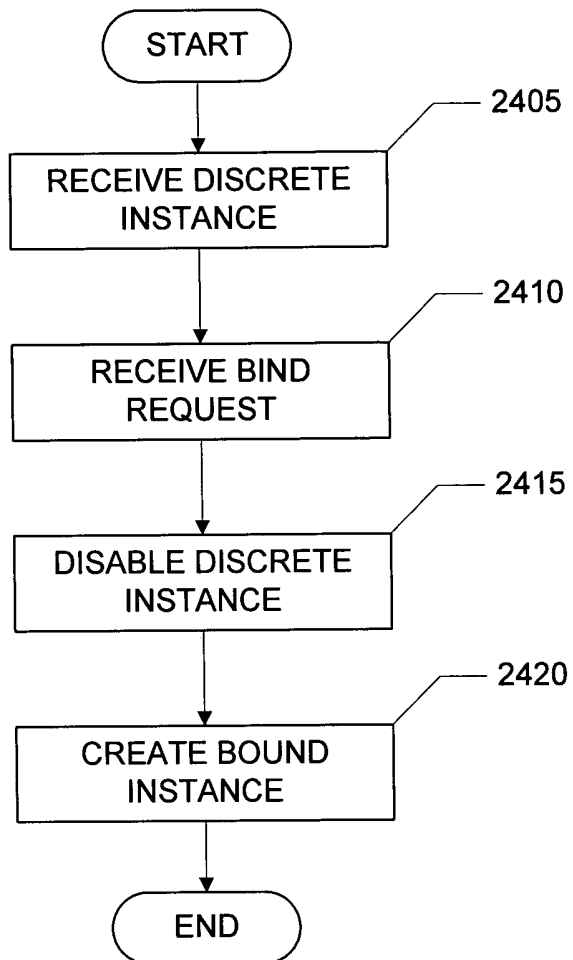 START
2405
RECEIVE DISCRETE
INSTANCE
2410
RECEIVE BIND
REQUEST
2415
DISABLE DISCRETE
INSTANCE
2420
CREATE BOUND
INSTANCE
END